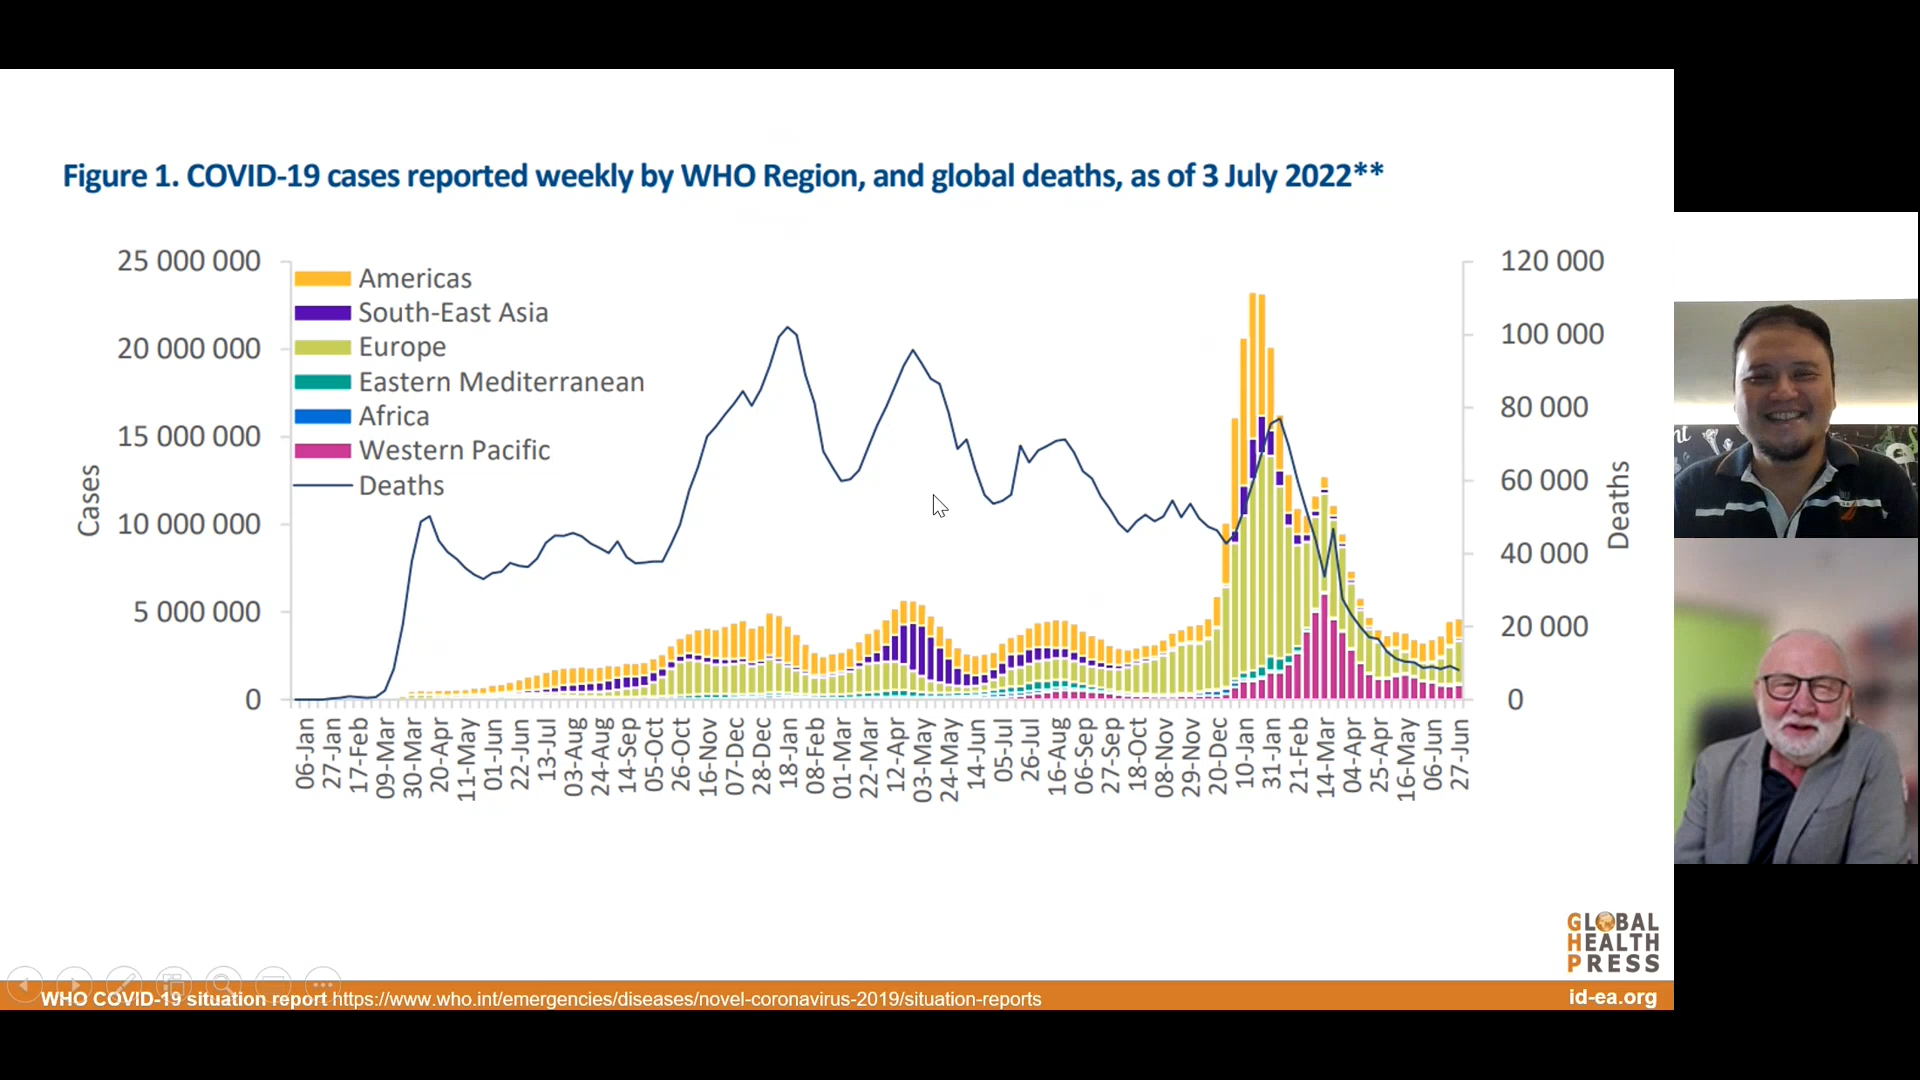 Figure 1. COVID-19 cases reported weekly by WHO Region, and global deaths, as of 3 July 2022**
Cases
25 000 000
20 000 000
15 000 000
10 000 000
5 000 000
0
Americas
South-East Asia
Europe
Eastern Mediterranean
Africa
Western Pacific
Deaths
120 000
100 000
80 000
60 000
40 000
20 000
0
Deaths
06-Jan
27-Jan
17-Feb
09-Mar
30-Mar
20-Apr
11-May
01-Jun
22-Jun
13-Jul
03-Aug
24-Aug
14-Sep
05-Oct
26-Oct
16-Nov
07-Dec
28-Dec
18-Jan
08-Feb
01-Mar
22-Mar
12-Apr
03-May
24-May
14-Jun
05-Jul
26-Jul
16-Aug
06-Sep
27-Sep
18-Oct
08-Nov
29-Nov
20-Dec
10-Jan
31-Jan
21-Feb
14-Mar
04-Apr
25-Apr
16-May
06-Jun
27-Jun
GLOBAL
HEALTH
PRESS
WHO COVID-19 situation report https://www.who.int/emergencies/diseases/novel-coronavirus-2019/situation-reports
id-ea.org